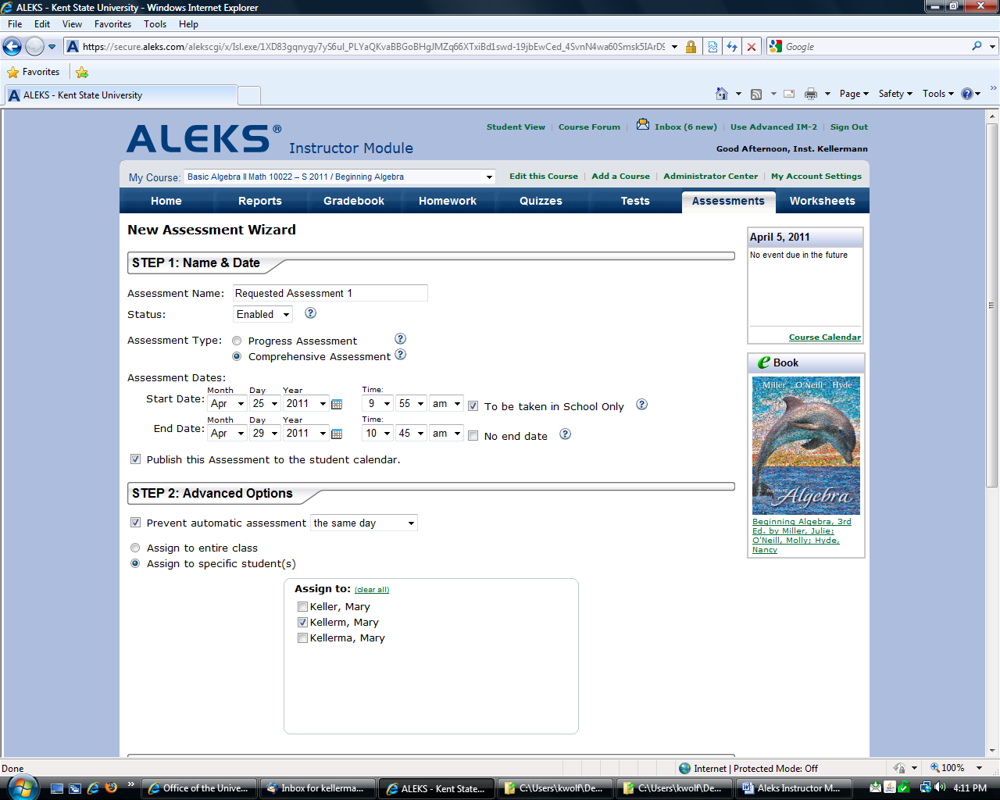 ALEKS - Kent State University - Windows Internet Explorer
File Edit View Favorites Tools Help
https://secure.aleks.com/alekscgi/x/Isl.exe/
Google
Favorites
ALEKS - Kent State University
Page Safety Tools
ALEKS® Instructor Module
Student View | Course Forum | Inbox (6 new) | Use Advanced IM-2 | Sign Out
Good Afternoon, Inst. Kellermann
My Course: Basic Algebra II Math 10022 – S 2011 / Beginning Algebra
Edit this Course | Add a Course | Administrator Center | My Account Settings
Home Reports Gradebook Homework Quizzes Tests Assessments Worksheets
New Assessment Wizard
STEP 1: Name & Date
Assessment Name: Requested Assessment 1
Status: Enabled
Assessment Type: Progress Assessment
Comprehensive Assessment
Assessment Dates:
Month Day Year Time:
Start Date: Apr 25 2011 9 55 am To be taken in School Only
Month Day Year Time:
End Date: Apr 29 2011 10 45 am No end date
Publish this Assessment to the student calendar.
STEP 2: Advanced Options
Prevent automatic assessment the same day
Assign to entire class
Assign to specific student(s)
Assign to: (clear all)
Keller, Mary
Kellerm, Mary
Kellerma, Mary
April 5, 2011
No event due in the future
Course Calendar
e Book
Miller O'Neill Hyde
Beginning
Algebra
Beginning Algebra, 3rd
Ed. by Miller, Julie;
O'Neill, Molly; Hyde,
Nancy
Done
Internet | Protected Mode: Off
100%
Office of the Unive...
Inbox for kellerma...
ALEKS - Kent State...
C:\Users\kwolf\De...
C:\Users\kwolf\De...
Aleks Instructor M...
4:11 PM